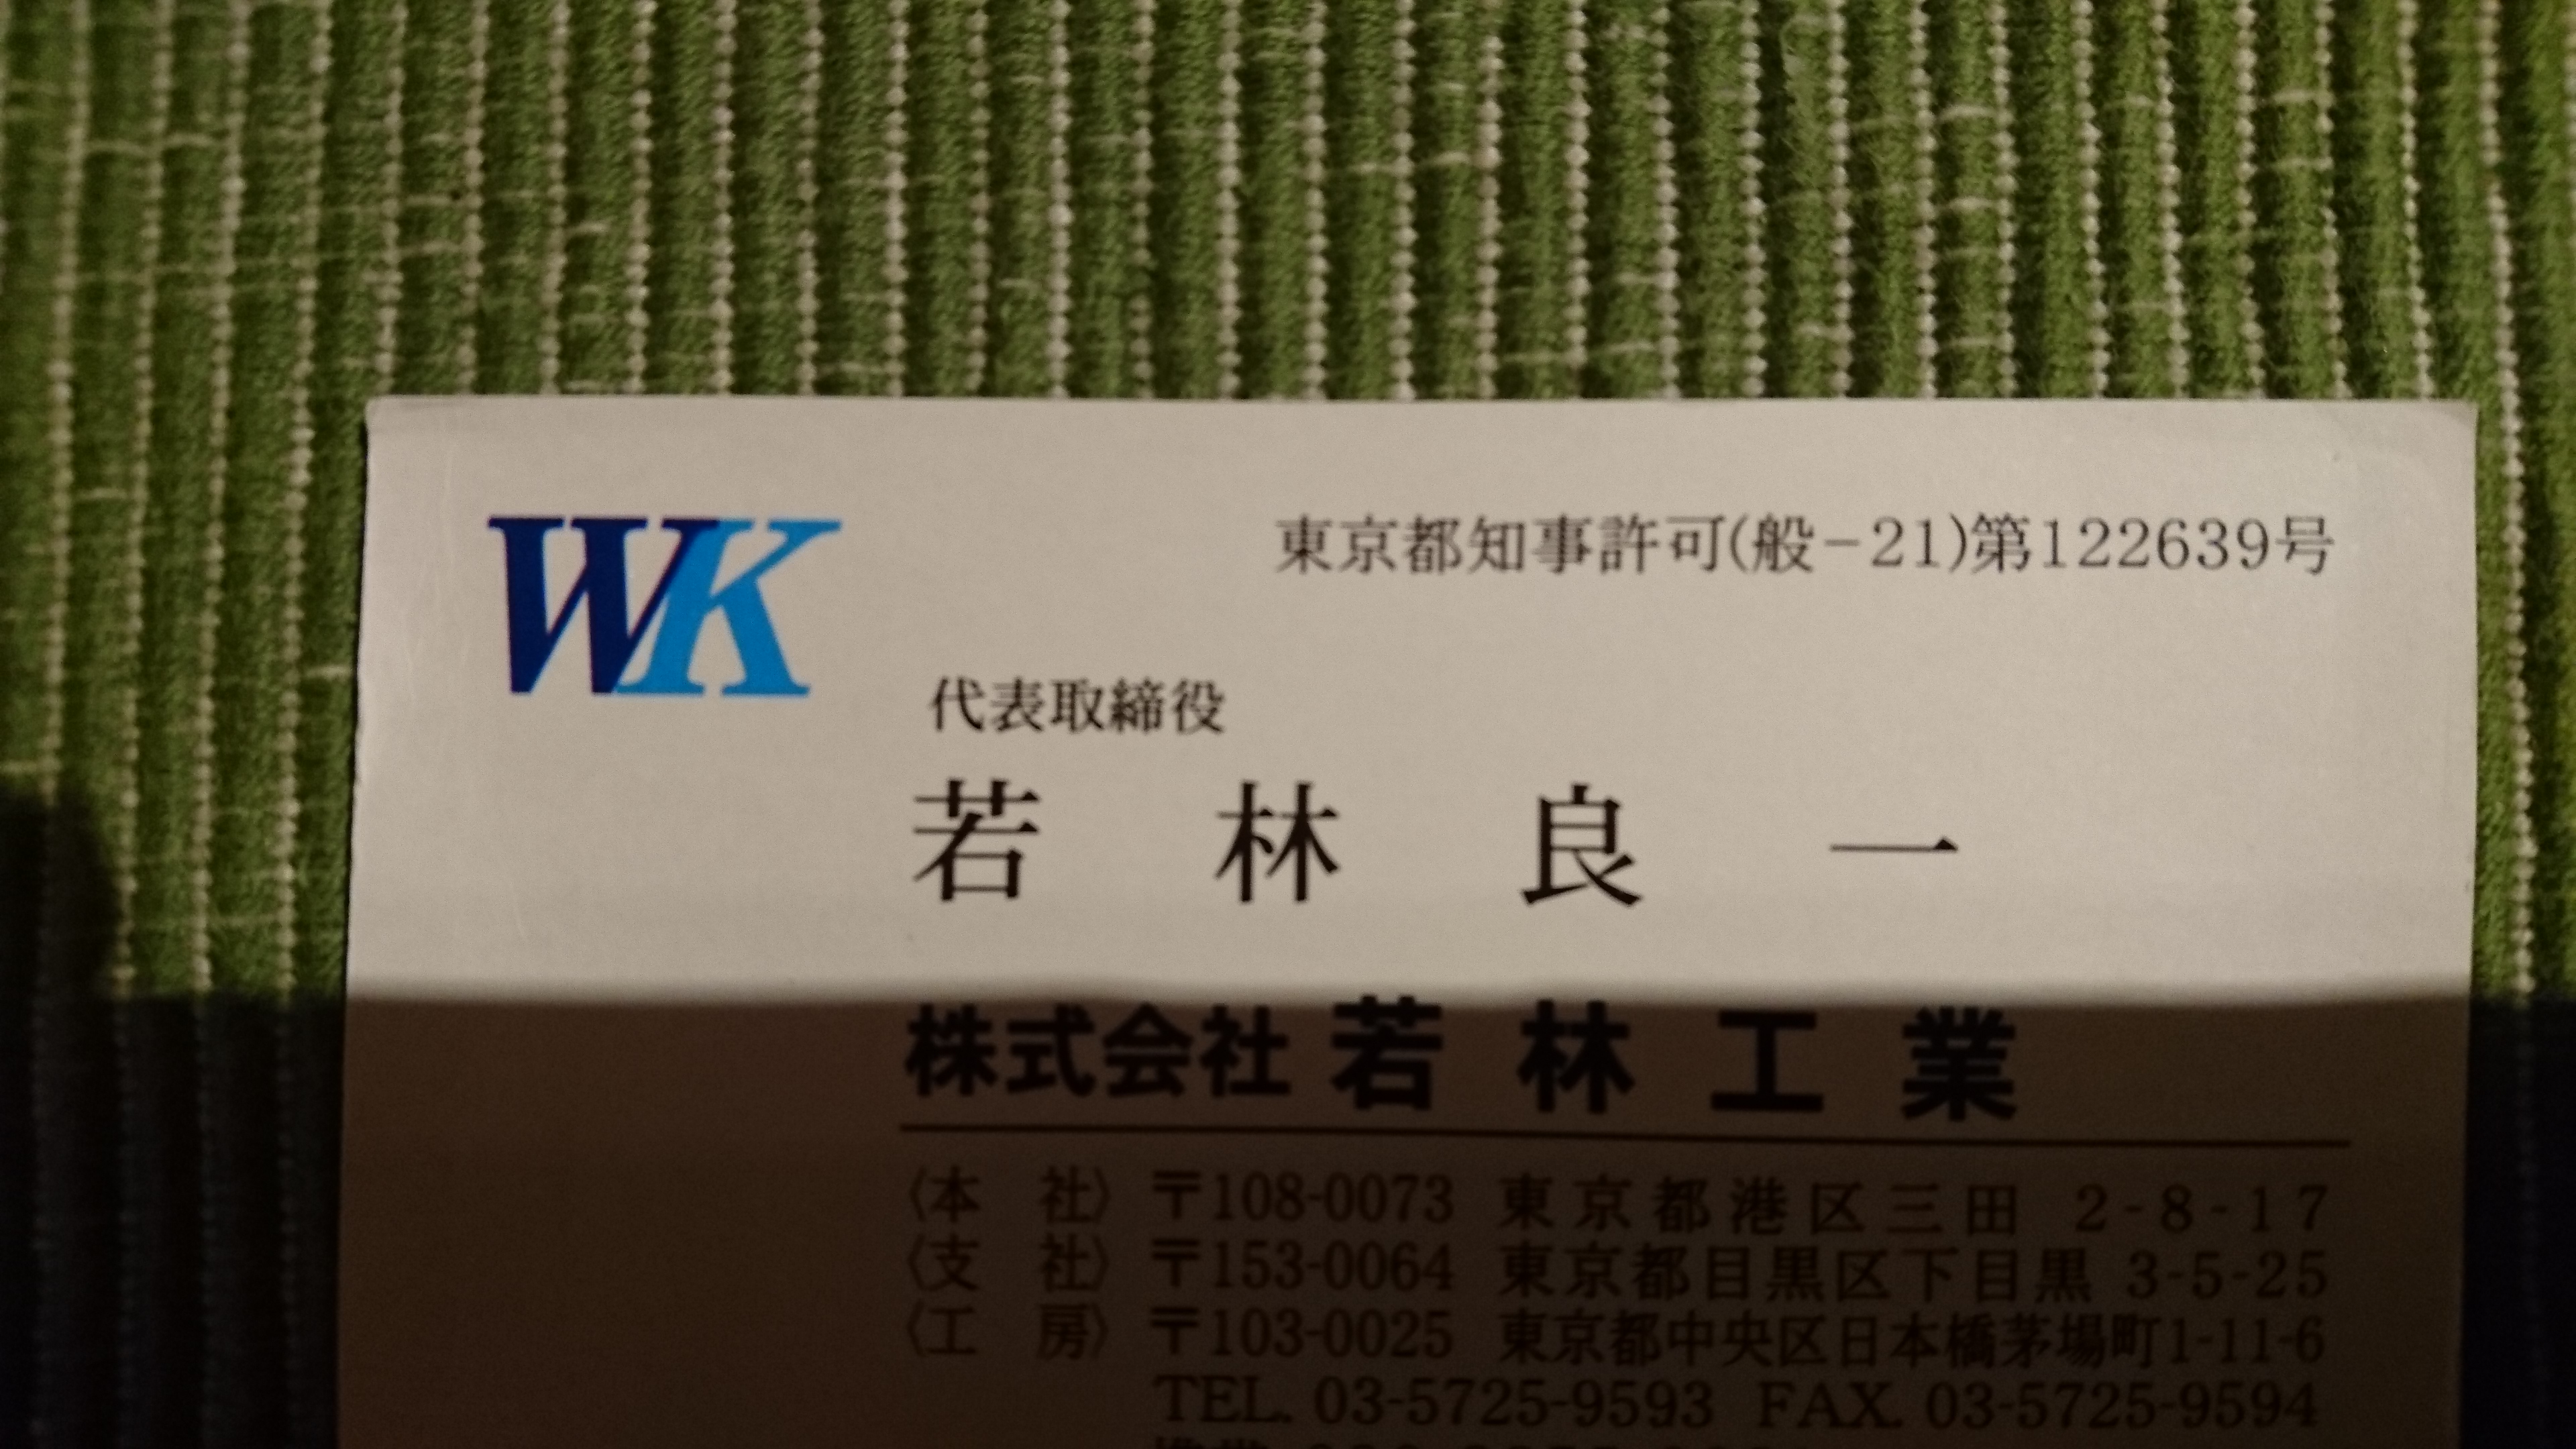 WK
東京都知事許可(般-21)第122639号
代表取締役
若林良一
株式会社 若林工業
〈本社〉 〒108-0073 東京都港区三田 2-8-17
〈支社〉 〒153-0064 東京都目黒区下目黒 3-5-25
〈工房〉 〒103-0025 東京都中央区日本橋茅場町1-11-6
TEL. 03-5725-9593 FAX 03-5725-9594